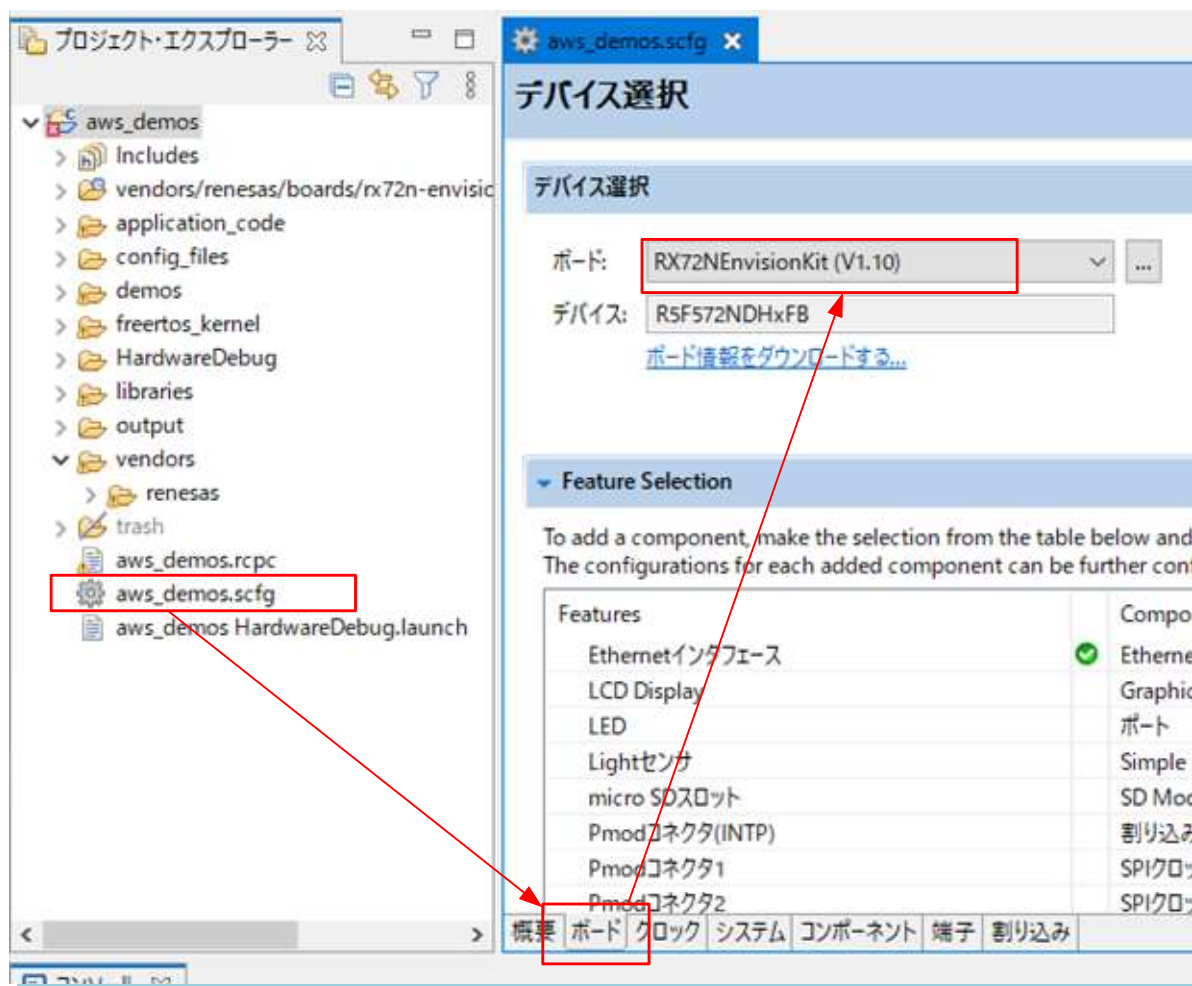 プロジェクト・エクスプローラー
aws_demos
Includes
vendors/renesas/boards/rx72n-envisic
application_code
config_files
demos
freertos_kernel
HardwareDebug
libraries
output
vendors
renesas
trash
aws_demos.rcpc
aws_demos.scfg
aws_demos HardwareDebug.launch
aws_demos.scfg
デバイス選択
デバイス選択
ボード: RX72NEnvisionKit (V1.10) ...
デバイス: R5F572NDHxFB
ボード情報をダウンロードする...
Feature Selection
To add a component, make the selection from the table below and
The configurations for each added component can be further conf
Features Compo
Ethernetインタフェース Etherne
LCD Display Graphic
LED ポート
Lightセンサ Simple
micro SDスロット SD Mod
Pmodコネクタ(INTP) 割り込み
Pmodコネクタ1 SPIクロッ
Pmodコネクタ2 SPIクロッ
概要 ボード クロック システム コンポーネント 端子 割り込み